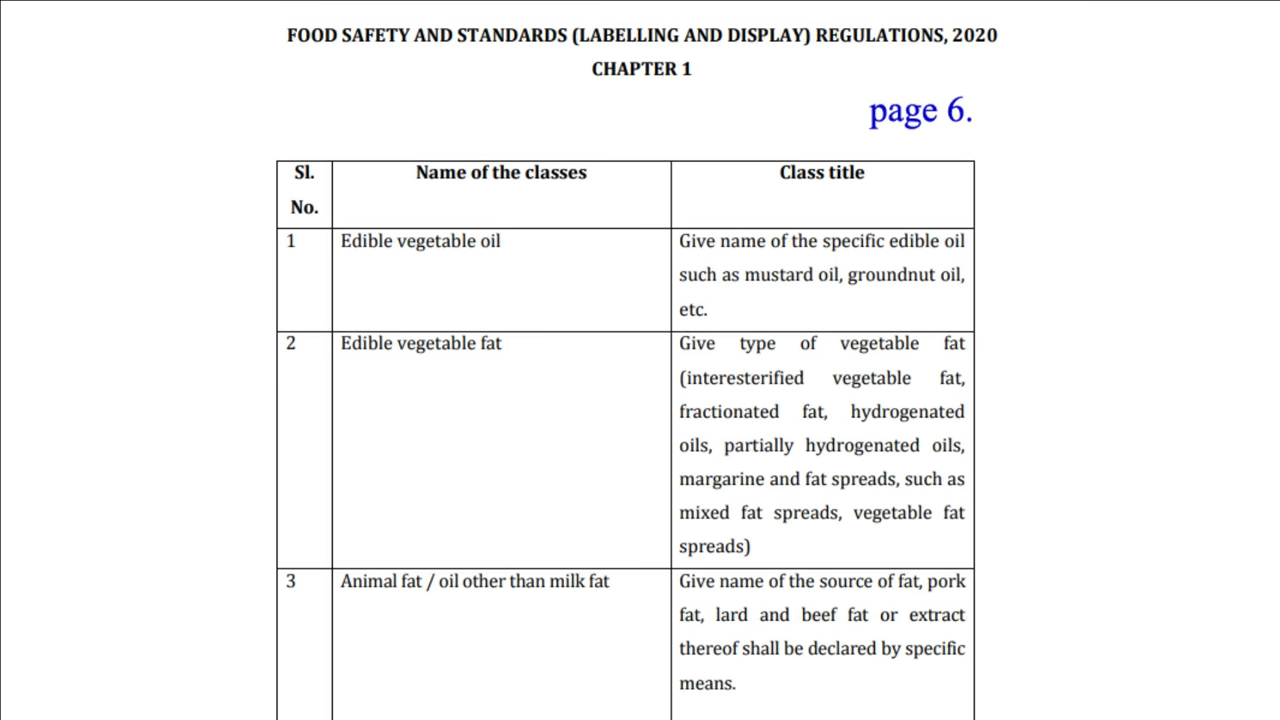 FOOD SAFETY AND STANDARDS (LABELLING AND DISPLAY) REGULATIONS, 2020
CHAPTER 1
page 6.
Sl. No. Name of the classes Class title
1 Edible vegetable oil Give name of the specific edible oil
such as mustard oil, groundnut oil,
etc.
2 Edible vegetable fat Give type of vegetable fat
(interesterified vegetable fat,
fractionated fat, hydrogenated
oils, partially hydrogenated oils,
margarine and fat spreads, such as
mixed fat spreads, vegetable fat
spreads)
3 Animal fat / oil other than milk fat Give name of the source of fat, pork
fat, lard and beef fat or extract
thereof shall be declared by specific
means.